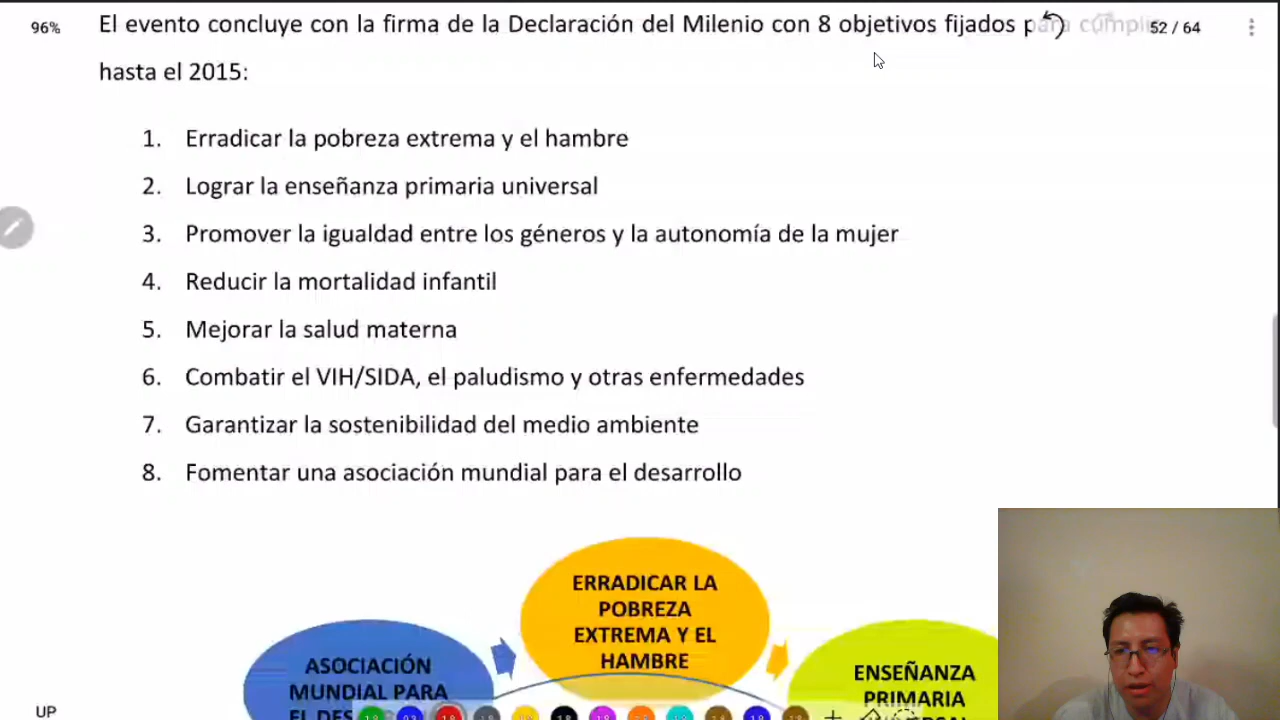 96%
El evento concluye con la firma de la Declaración del Milenio con 8 objetivos fijados para cumplir
52 / 64
hasta el 2015:
1. Erradicar la pobreza extrema y el hambre
2. Lograr la enseñanza primaria universal
3. Promover la igualdad entre los géneros y la autonomía de la mujer
4. Reducir la mortalidad infantil
5. Mejorar la salud materna
6. Combatir el VIH/SIDA, el paludismo y otras enfermedades
7. Garantizar la sostenibilidad del medio ambiente
8. Fomentar una asociación mundial para el desarrollo
ERRADICAR LA
POBREZA
EXTREMA Y EL
HAMBRE
ASOCIACIÓN
MUNDIAL PARA
ENSEÑANZA
PRIMARIA
UP